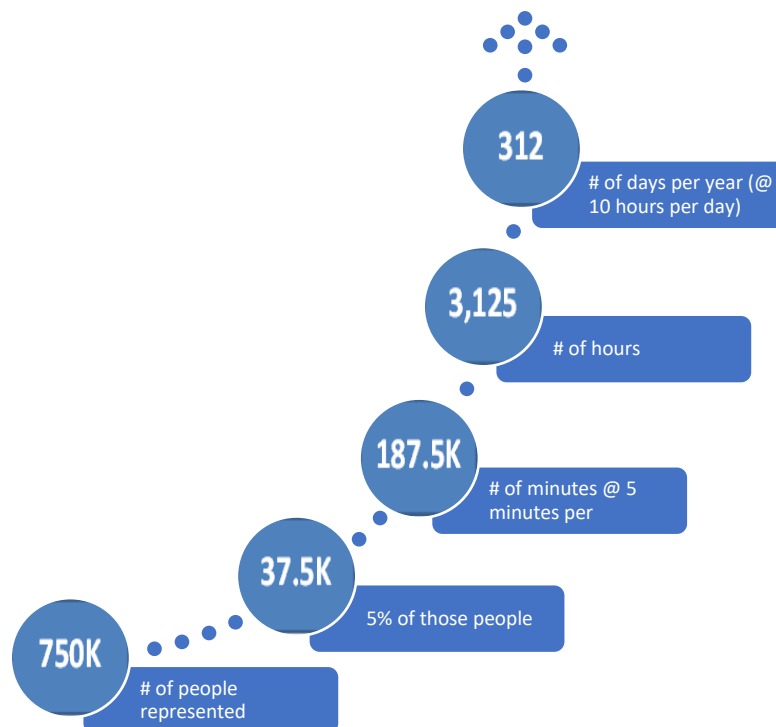 312
# of days per year (@
10 hours per day)
3,125
# of hours
187.5K
# of minutes @ 5
minutes per
37.5K
5% of those people
750K
# of people
represented